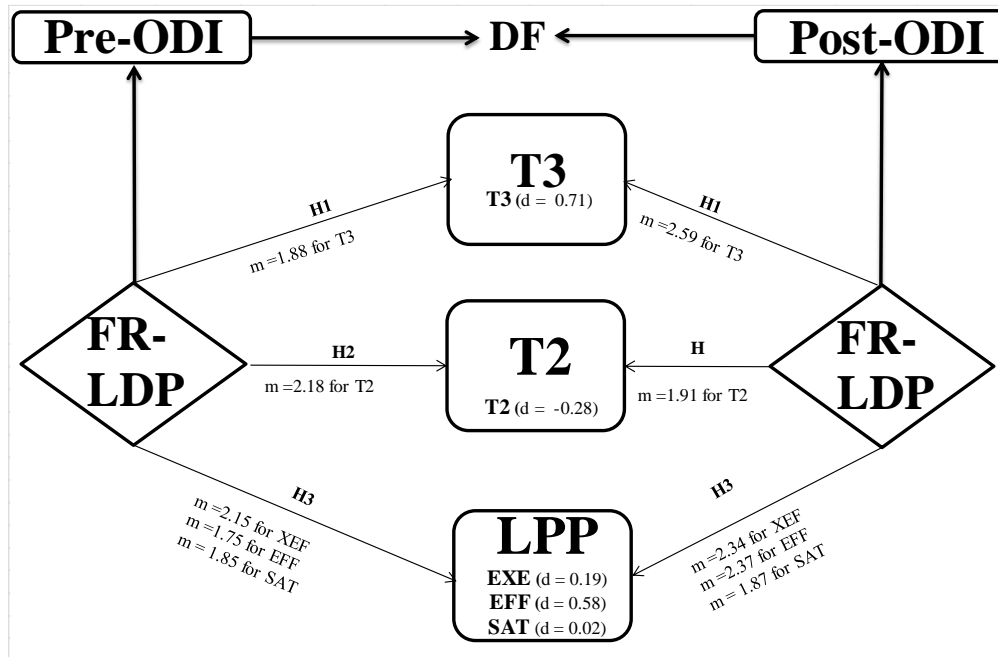 Pre-ODI
DF
Post-ODI
T3
T3 (d = 0.71)
H1
m =1.88 for T3
H1
m =2.59 for T3
FR-
LDP
H2
m =2.18 for T2
T2
T2 (d = -0.28)
H
m =1.91 for T2
FR-
LDP
H3
m =2.15 for XEF
m =1.75 for EFF
m = 1.85 for SAT
LPP
EXE (d = 0.19)
EFF (d = 0.58)
SAT (d = 0.02)
H3
m =2.34 for XEF
m =2.37 for EFF
m = 1.87 for SAT